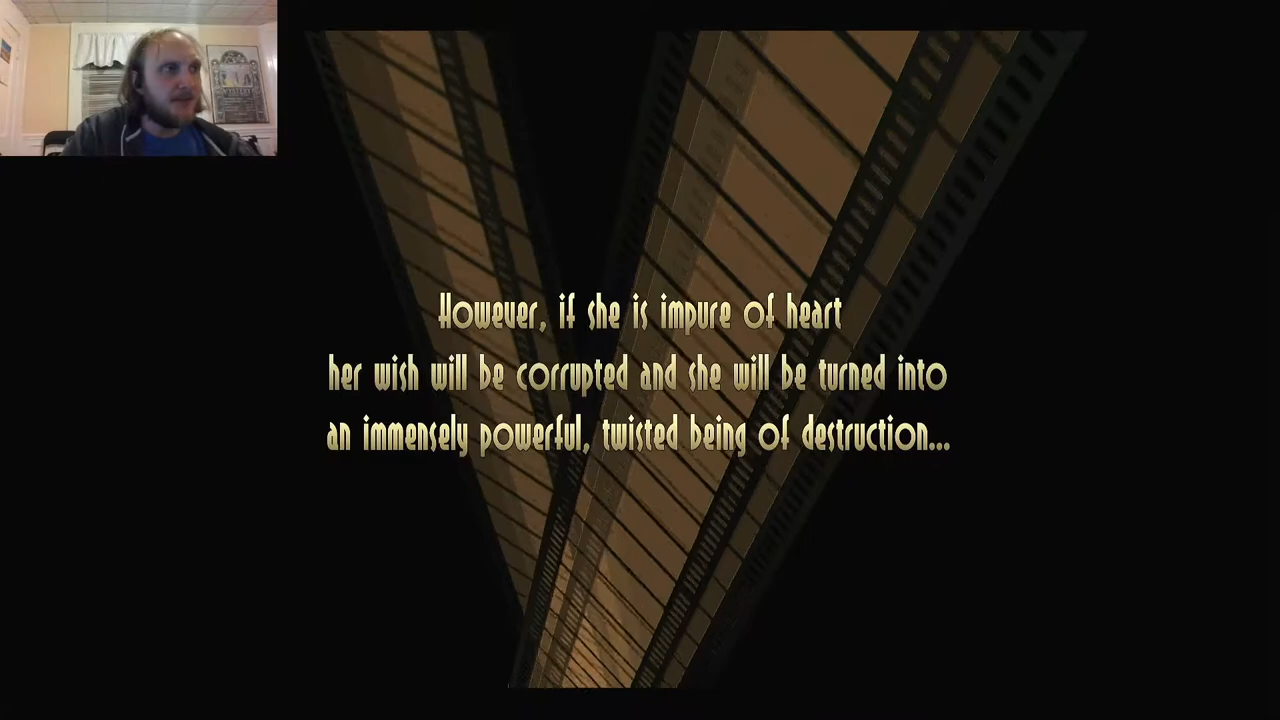 However, if she is impure of heart
her wish will be corrupted and she will be turned into
an immensely powerful, twisted being of destruction...